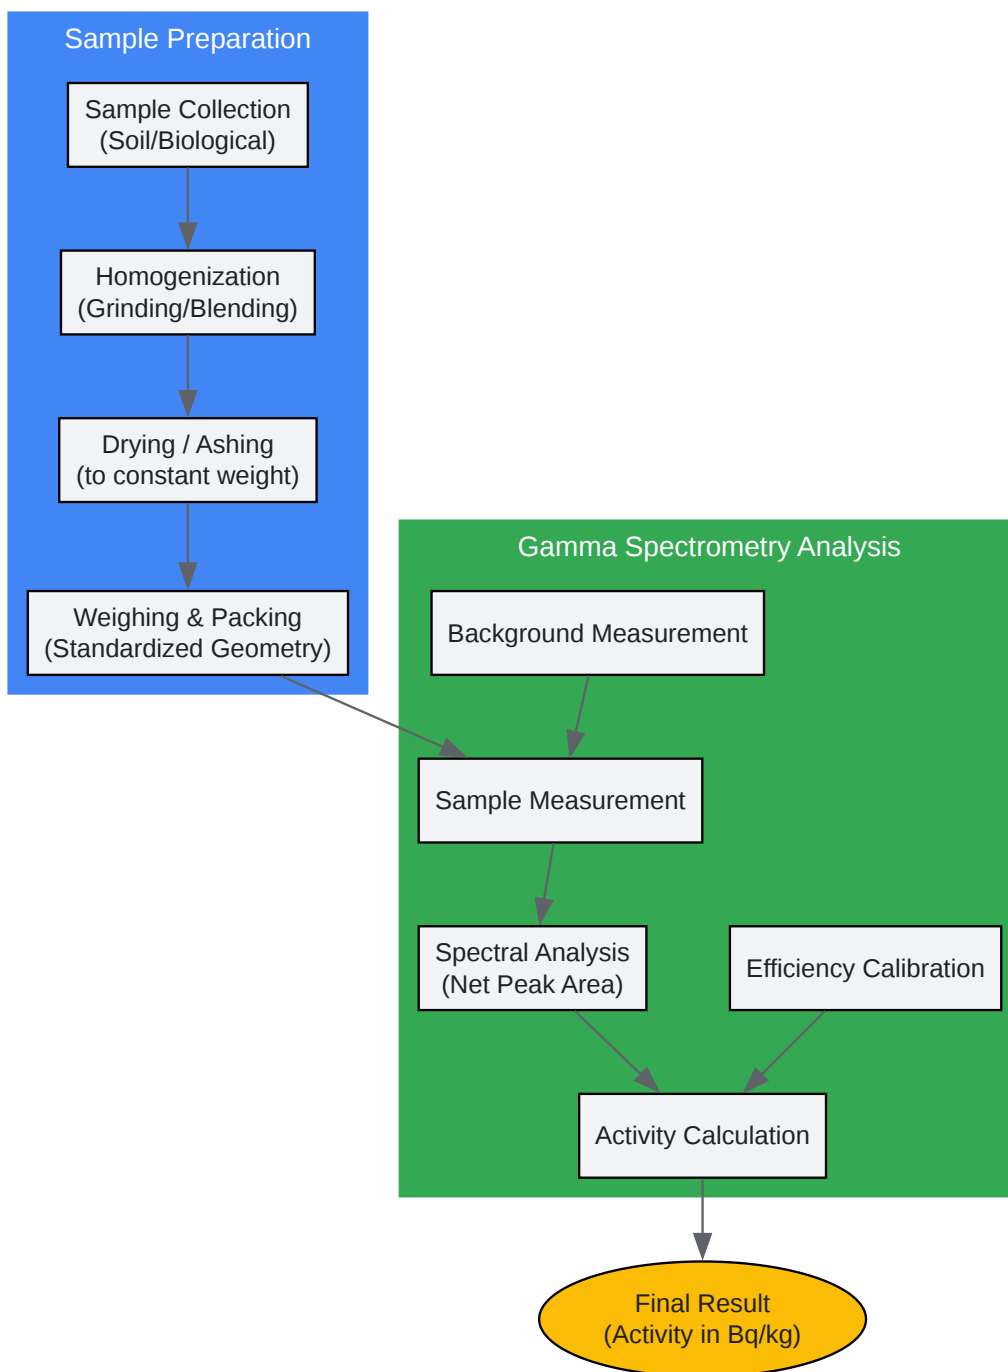 Sample Preparation
Sample Collection
(Soil/Biological)
Homogenization
(Grinding/Blending)
Drying / Ashing
(to constant weight)
Weighing & Packing
(Standardized Geometry)
Gamma Spectrometry Analysis
Background Measurement
Sample Measurement
Spectral Analysis
(Net Peak Area)
Efficiency Calibration
Activity Calculation
Final Result
(Activity in Bq/kg)